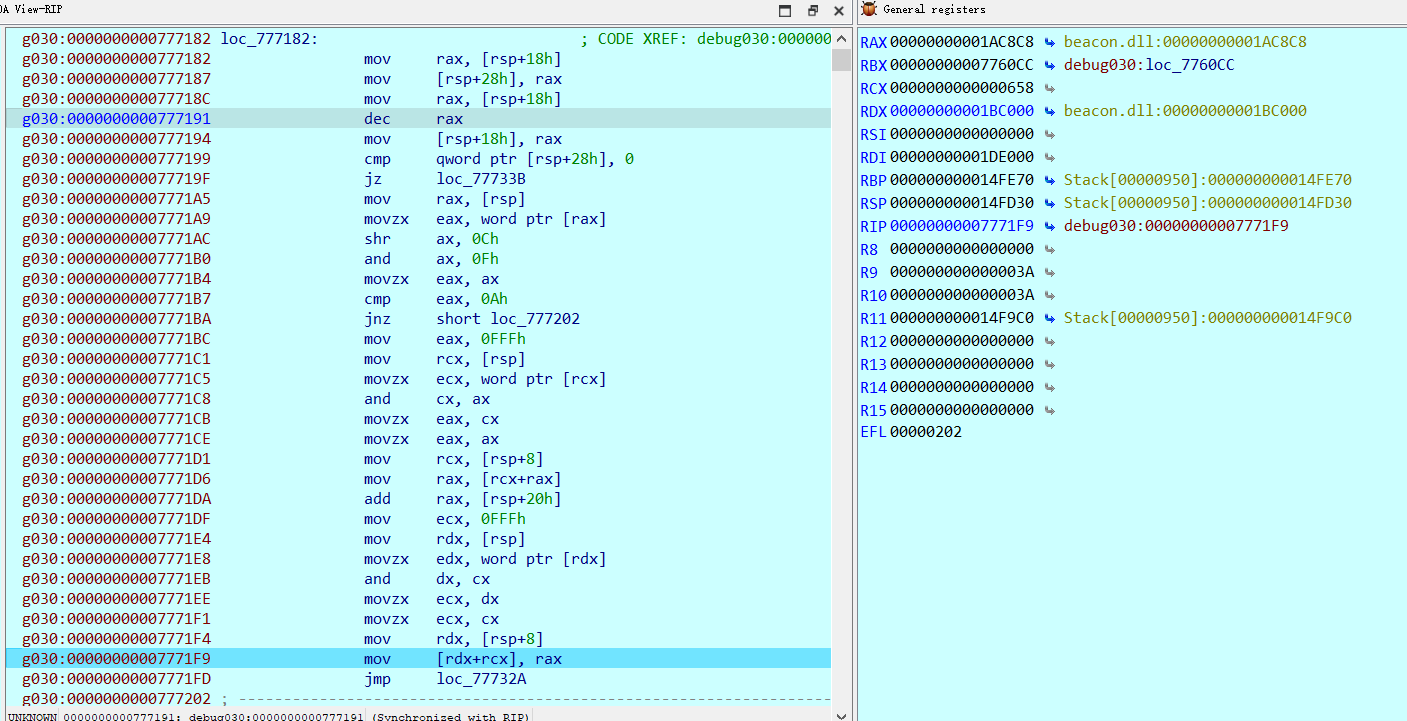 DA View-RIP
g030:0000000000777182 loc_777182: ; CODE XREF: debug030:000000
g030:0000000000777182 mov rax, [rsp+18h]
g030:0000000000777187 mov [rsp+28h], rax
g030:000000000077718C mov rax, [rsp+18h]
g030:0000000000777191 dec rax
g030:0000000000777194 mov [rsp+18h], rax
g030:0000000000777199 cmp qword ptr [rsp+28h], 0
g030:000000000077719F jz loc_77733B
g030:00000000007771A5 mov rax, [rsp]
g030:00000000007771A9 movzx eax, word ptr [rax]
g030:00000000007771AC shr ax, 0Ch
g030:00000000007771B0 and ax, 0Fh
g030:00000000007771B4 movzx eax, ax
g030:00000000007771B7 cmp eax, 0Ah
g030:00000000007771BA jnz short loc_777202
g030:00000000007771BC mov eax, 0FFFh
g030:00000000007771C1 mov rcx, [rsp]
g030:00000000007771C5 movzx ecx, word ptr [rcx]
g030:00000000007771C8 and cx, ax
g030:00000000007771CB movzx eax, cx
g030:00000000007771CE movzx eax, ax
g030:00000000007771D1 mov rcx, [rsp+8]
g030:00000000007771D6 mov rax, [rcx+rax]
g030:00000000007771DA add rax, [rsp+20h]
g030:00000000007771DF mov ecx, 0FFFh
g030:00000000007771E4 mov rdx, [rsp]
g030:00000000007771E8 movzx edx, word ptr [rdx]
g030:00000000007771EB and dx, cx
g030:00000000007771EE movzx ecx, dx
g030:00000000007771F1 movzx ecx, cx
g030:00000000007771F4 mov rdx, [rsp+8]
g030:00000000007771F9 mov [rdx+rcx], rax
g030:00000000007771FD jmp loc_77732A
g030:0000000000777202 ; ---------------------------------------------------------------
UNKNOWN 0000000000777191: debug030:0000000000777191 (Synchronized with RIP)
General registers
RAX 00000000001AC8C8 beacon.dll:00000000001AC8C8
RBX 00000000007760CC debug030:loc_7760CC
RCX 0000000000000658
RDX 00000000001BC000 beacon.dll:00000000001BC000
RSI 0000000000000000
RDI 00000000001DE000
RBP 000000000014FE70 Stack[00000950]:000000000014FE70
RSP 000000000014FD30 Stack[00000950]:000000000014FD30
RIP 00000000007771F9 debug030:00000000007771F9
R8 0000000000000000
R9 000000000000003A
R10 000000000000003A
R11 000000000014F9C0 Stack[00000950]:000000000014F9C0
R12 0000000000000000
R13 0000000000000000
R14 0000000000000000
R15 0000000000000000
EFL 00000202